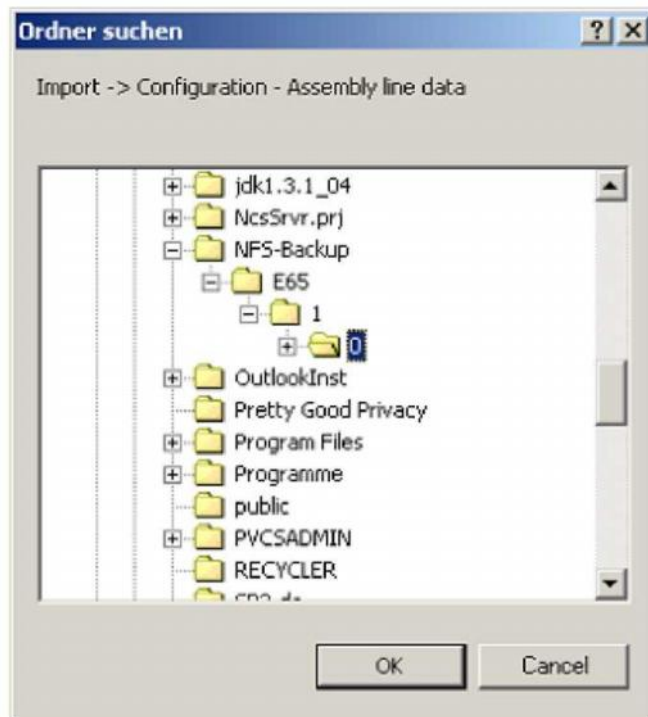 Ordner suchen
Import -> Configuration - Assembly line data
jdk1.3.1_04
NcsSrvr.prj
NFS-Backup
E65
1
0
OutlookInst
Pretty Good Privacy
Program Files
Programme
public
PVCSADMIN
RECYCLER
OK Cancel